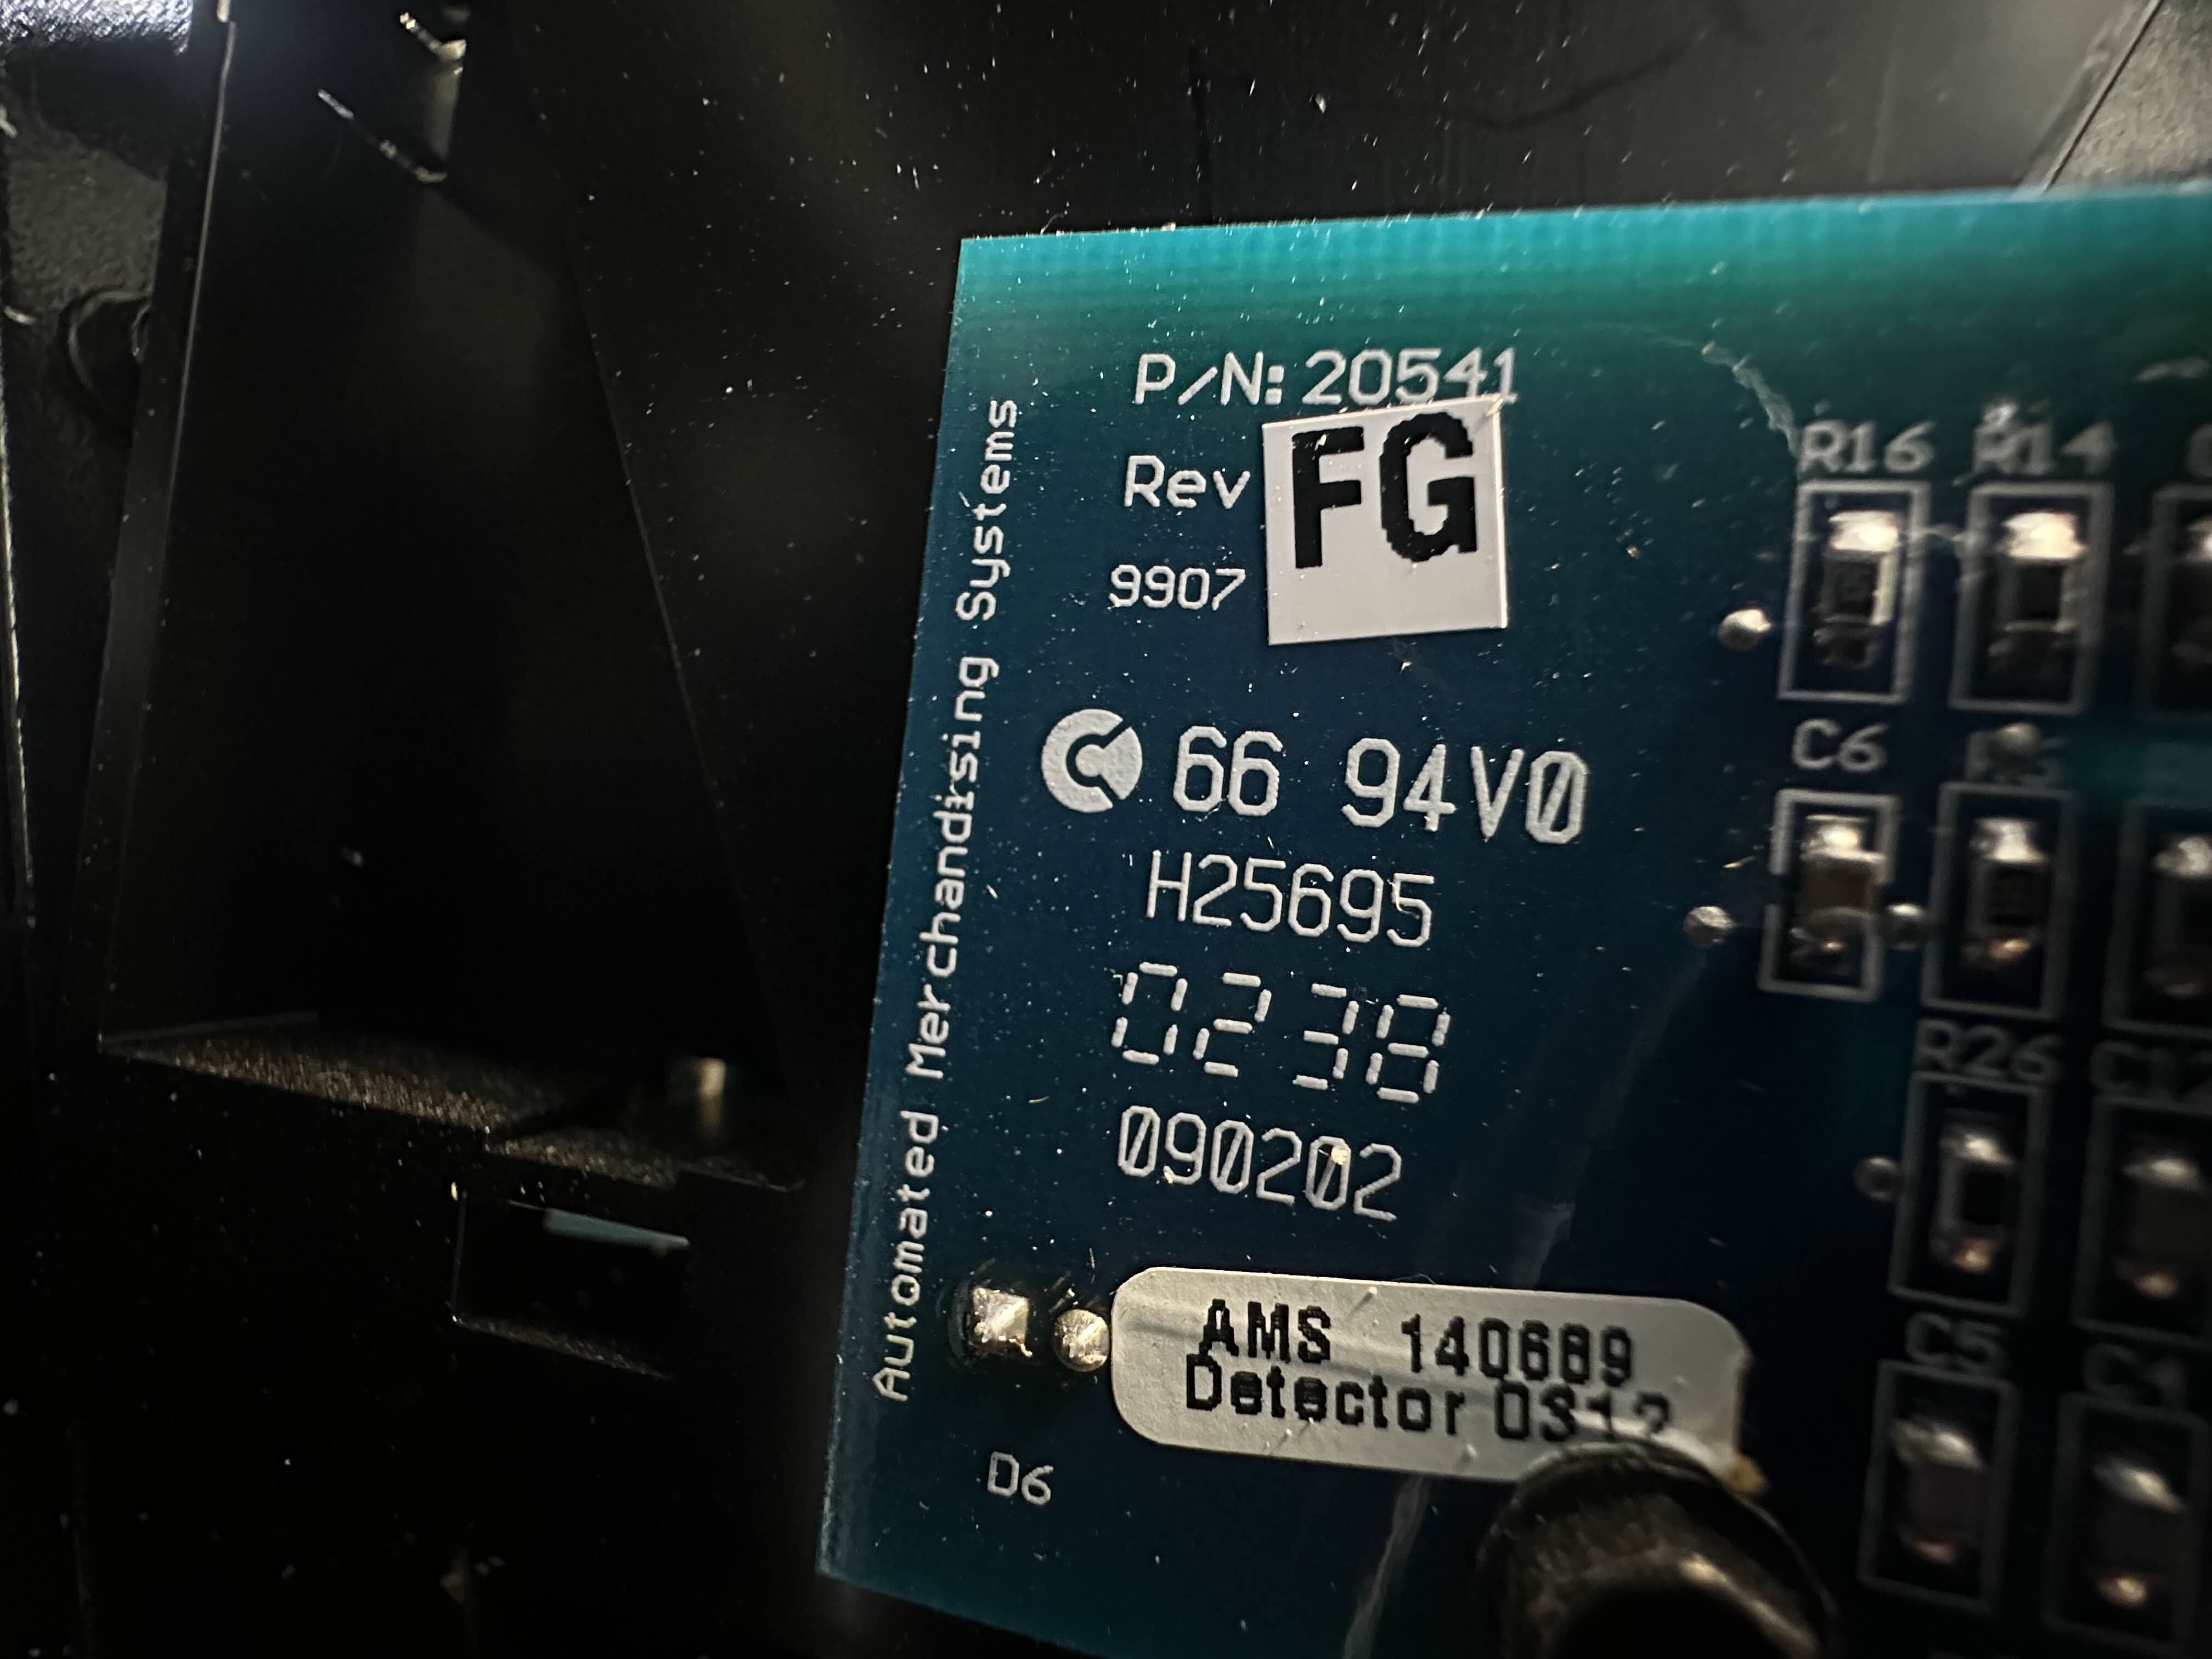 P/N: 20541
Rev FG
9907
66 94V0
H25695
0238
090202
Automated Merchandising Systems
AMS 140689
Detector
D6
R16
R14
C6
R26
C5